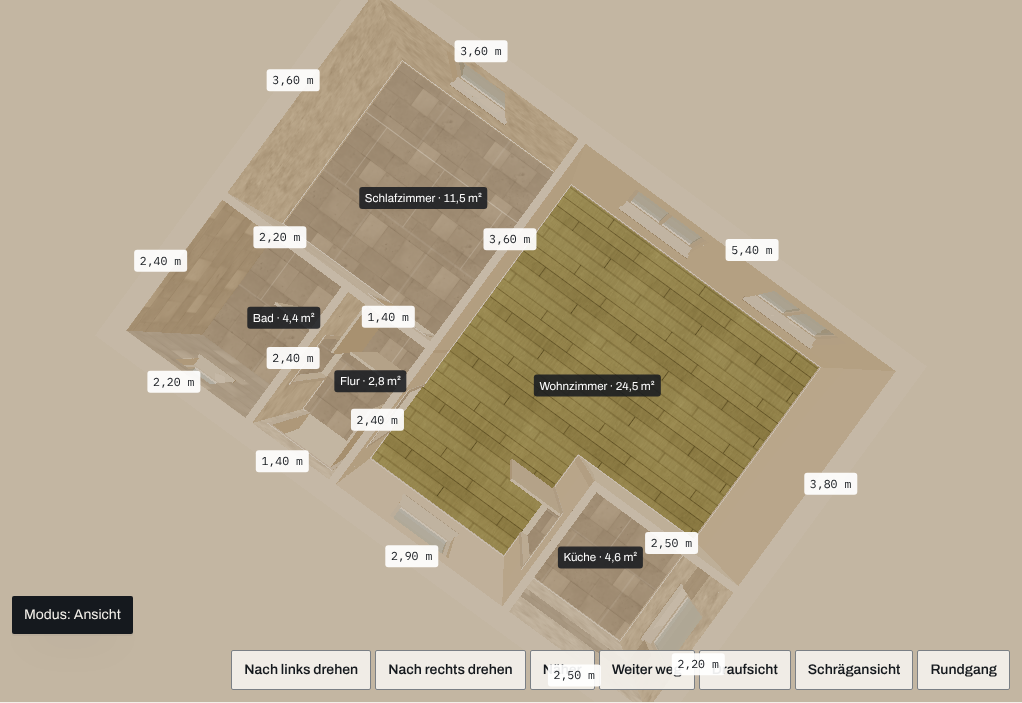 3,60 m
3,60 m
Schlafzimmer · 11,5 m²
2,20 m
3,60 m
5,40 m
2,40 m
Bad · 4,4 m²
1,40 m
2,40 m
Flur · 2,8 m²
2,20 m
Wohnzimmer · 24,5 m²
2,40 m
1,40 m
3,80 m
2,90 m
Küche · 4,6 m²
2,50 m
Modus: Ansicht
2,50 m
2,20 m
Nach links drehen
Nach rechts drehen
Weiter
Schrägansicht
Rundgang